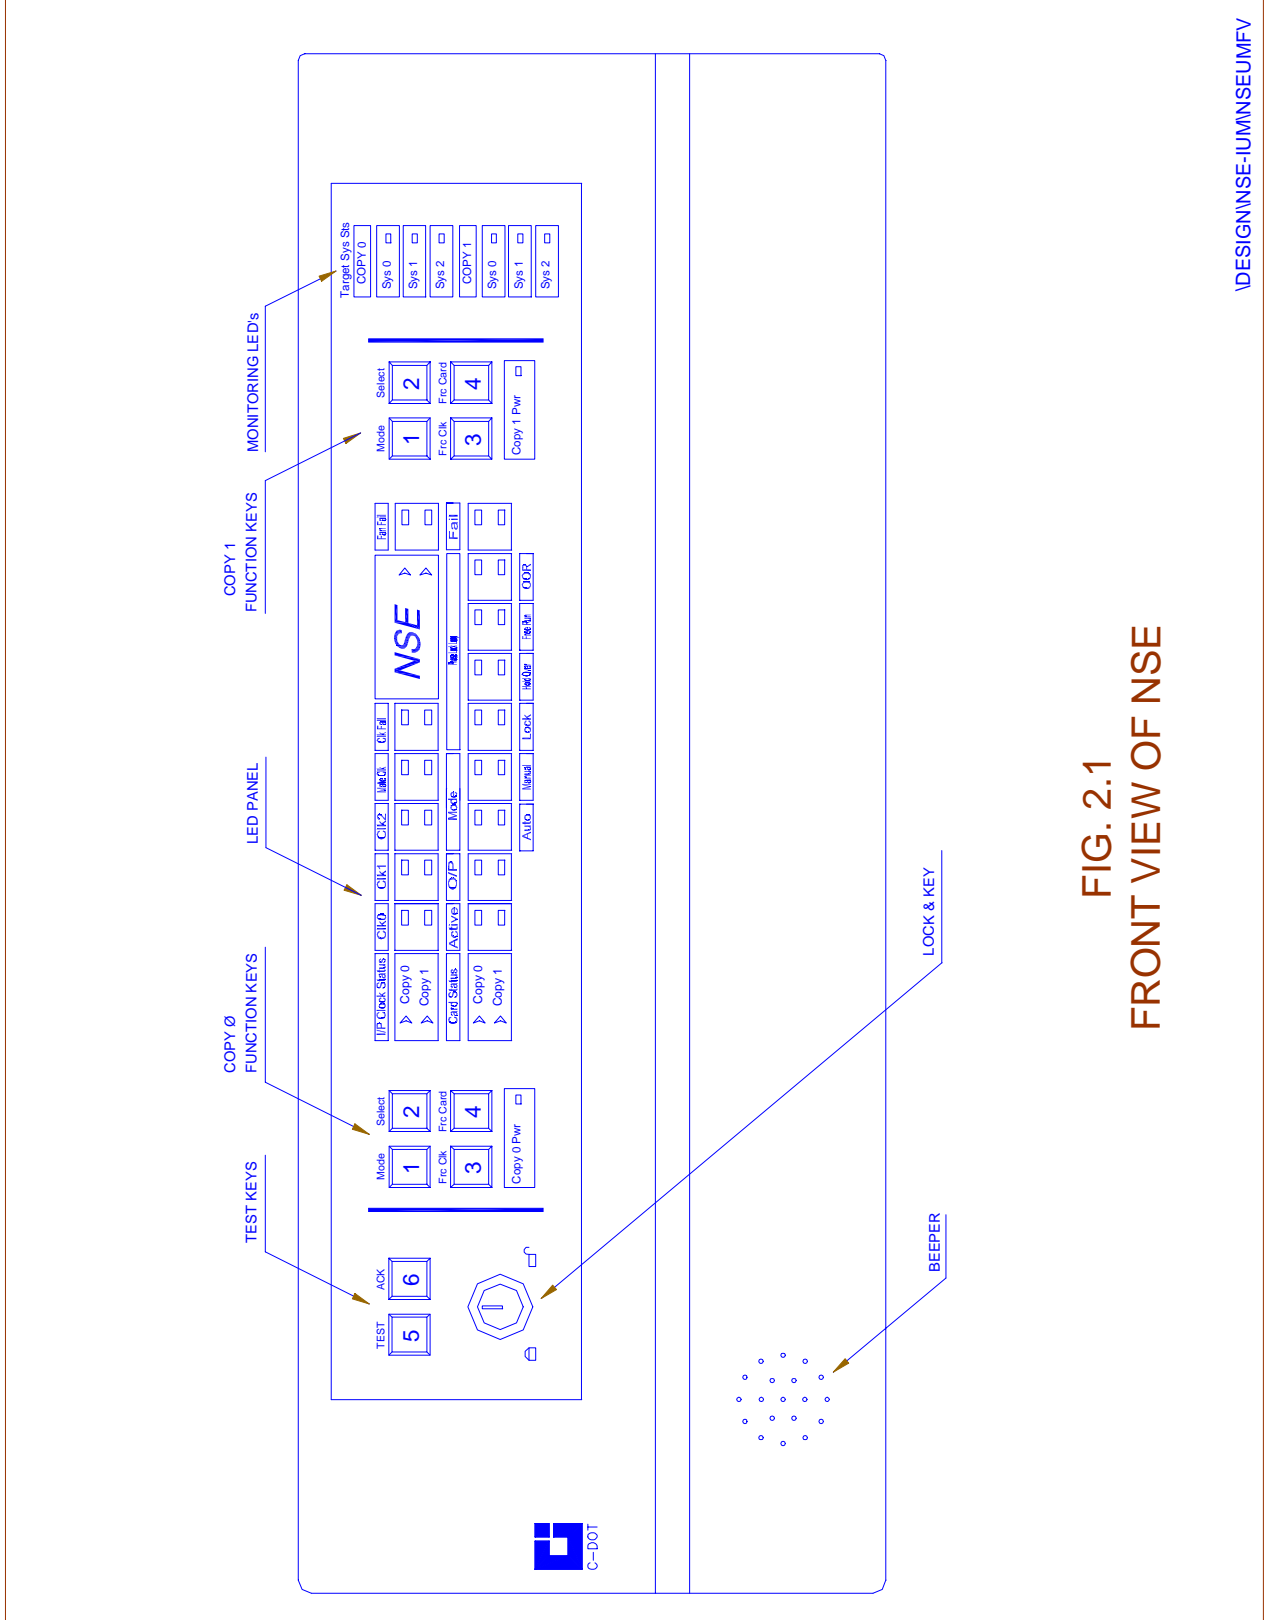 TEST KEYS
COPY Ø
FUNCTION KEYS
LED PANEL
COPY 1
FUNCTION KEYS
MONITORING LED's
TEST
ACK
5
6
Mode
Select
1
2
Frc Clk
Frc Card
3
4
Copy 0 Pwr
I/P Clock Status
Clk0
Clk1
Clk2
Mate Clk
Clk Fail
Fan Fail
Copy 0
Copy 1
NSE
Card Status
Active
O/P
Mode
Fail
Copy 0
Copy 1
Auto
Manual
Lock
Hold Over
Free Run
OOR
Mode
Select
1
2
Frc Clk
Frc Card
3
4
Copy 1 Pwr
Target Sys Sts
COPY 0
Sys 0
Sys 1
Sys 2
COPY 1
Sys 0
Sys 1
Sys 2
C-DOT
BEEPER
LOCK & KEY
FIG. 2.1
FRONT VIEW OF NSE
\DESIGN\NSE-IUM\NSEUMFV